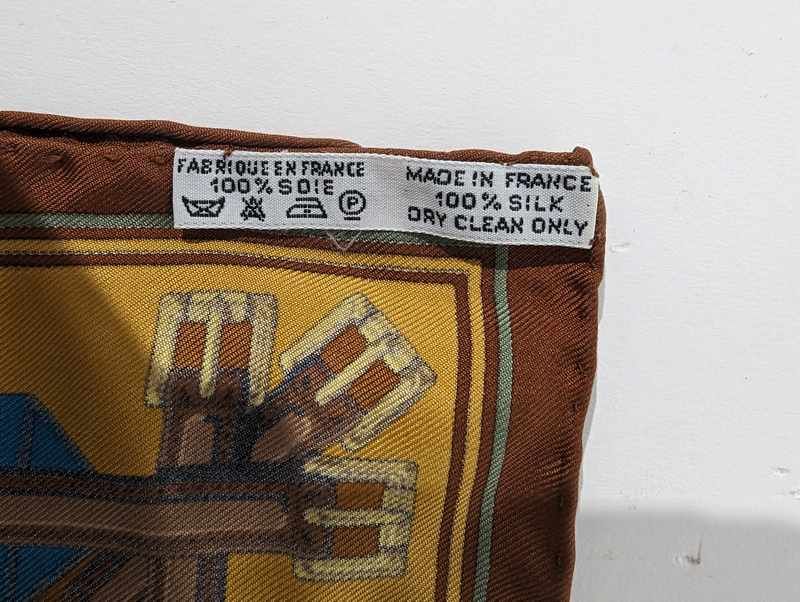 FABRIQUE EN FRANCE
100% SOIE
P
MADE IN FRANCE
100% SILK
DRY CLEAN ONLY